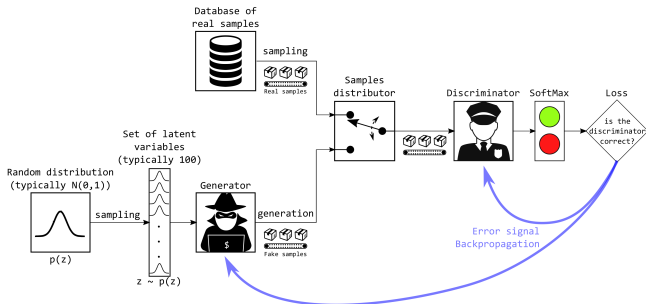 Database of
real samples
sampling
Real samples
Samples
distributor
Discriminator
SoftMax
Loss
is the
discriminator
correct?
Set of latent
variables
(typically 100)
Random distribution
(typically N(0,1))
sampling
p(z)
z ~ p(z)
Generator
$
generation
Fake samples
Error signal
Backpropagation